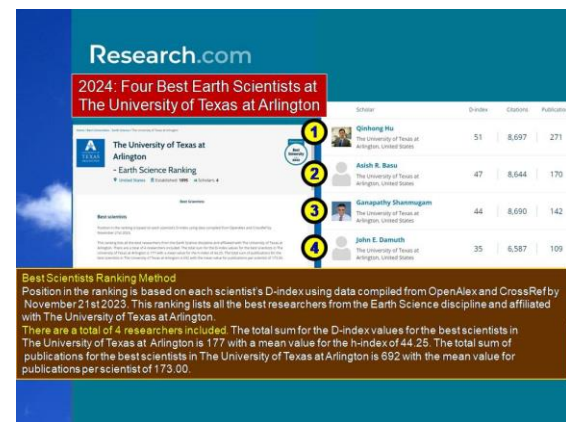 Research.com
2024: Four Best Earth Scientists at
The University of Texas at Arlington
The University of Texas at
Arlington
- Earth Science Ranking
United States Established: 1895 Scholars: 4
Best Scientists
Best scientists
Scholar D-index Citations Publicatio
1 Qinhong Hu 51 8,697 271
The University of Texas at
Arlington, United States
2 Asish R. Basu 47 8,644 170
The University of Texas at
Arlington, United States
3 Ganapathy Shanmugam 44 8,690 142
The University of Texas at
Arlington, United States
4 John E. Damuth 35 6,587 109
The University of Texas at
Arlington, United States
Best Scientists Ranking Method
Position in the ranking is based on each scientist's D-index using data compiled from OpenAlex and CrossRef by
November 21st 2023. This ranking lists all the best researchers from the Earth Science discipline and affiliated
with The University of Texas at Arlington.
There are a total of 4 researchers included. The total sum for the D-index values for the best scientists in
The University of Texas at Arlington is 177 with a mean value for the h-index of 44.25. The total sum of
publications for the best scientists in The University of Texas at Arlington is 692 with the mean value for
publications per scientist of 173.00.